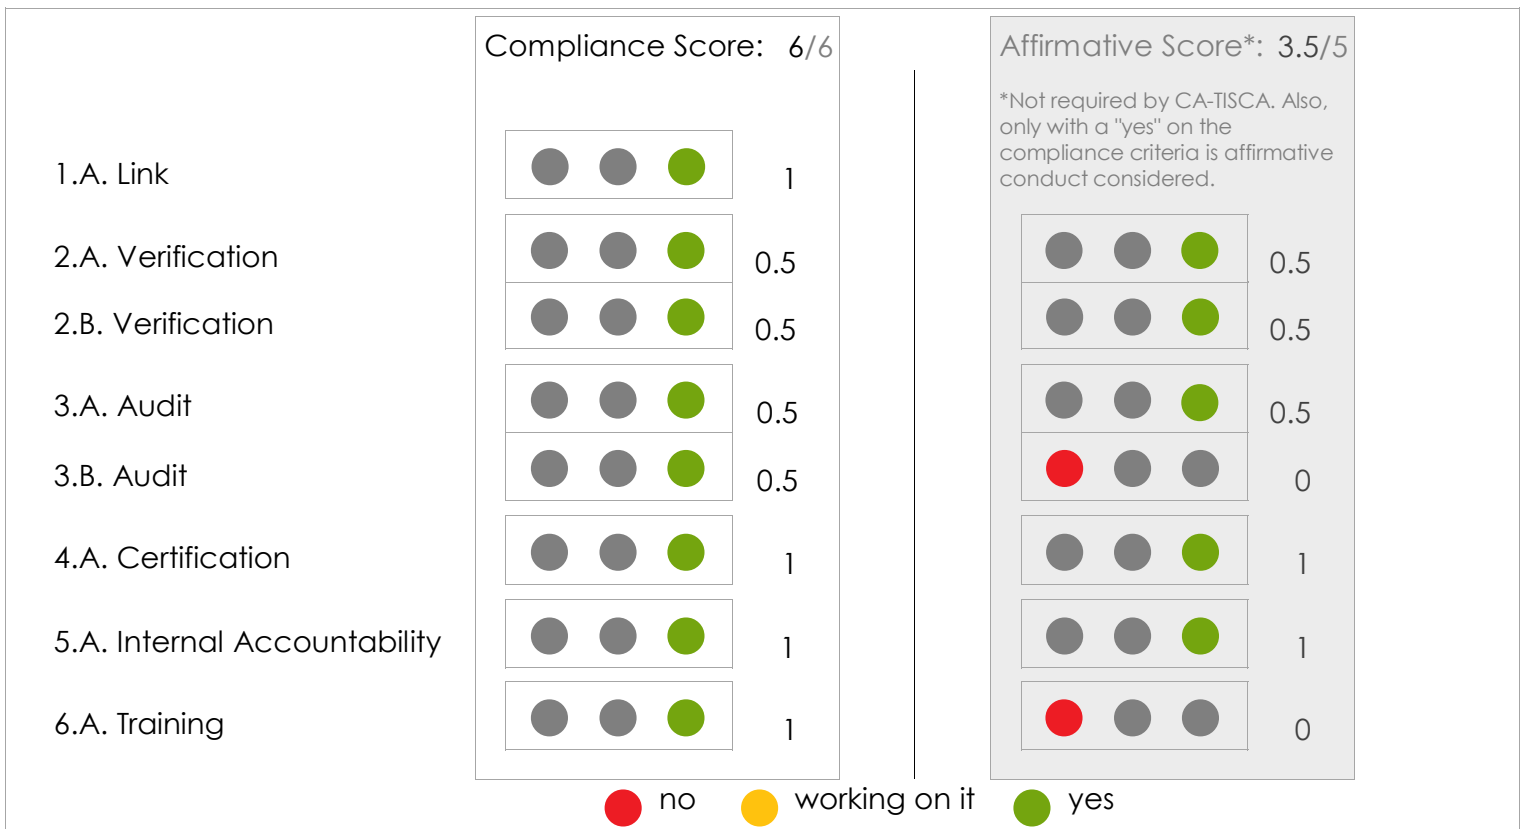 Compliance Score: 6/6
Affirmative Score*: 3.5/5
*Not required by CA-TISCA. Also,
only with a "yes" on the
compliance criteria is affirmative
conduct considered.
1.A. Link 1
2.A. Verification 0.5 0.5
2.B. Verification 0.5 0.5
3.A. Audit 0.5 0.5
3.B. Audit 0.5 0
4.A. Certification 1 1
5.A. Internal Accountability 1 1
6.A. Training 1 0
no working on it yes